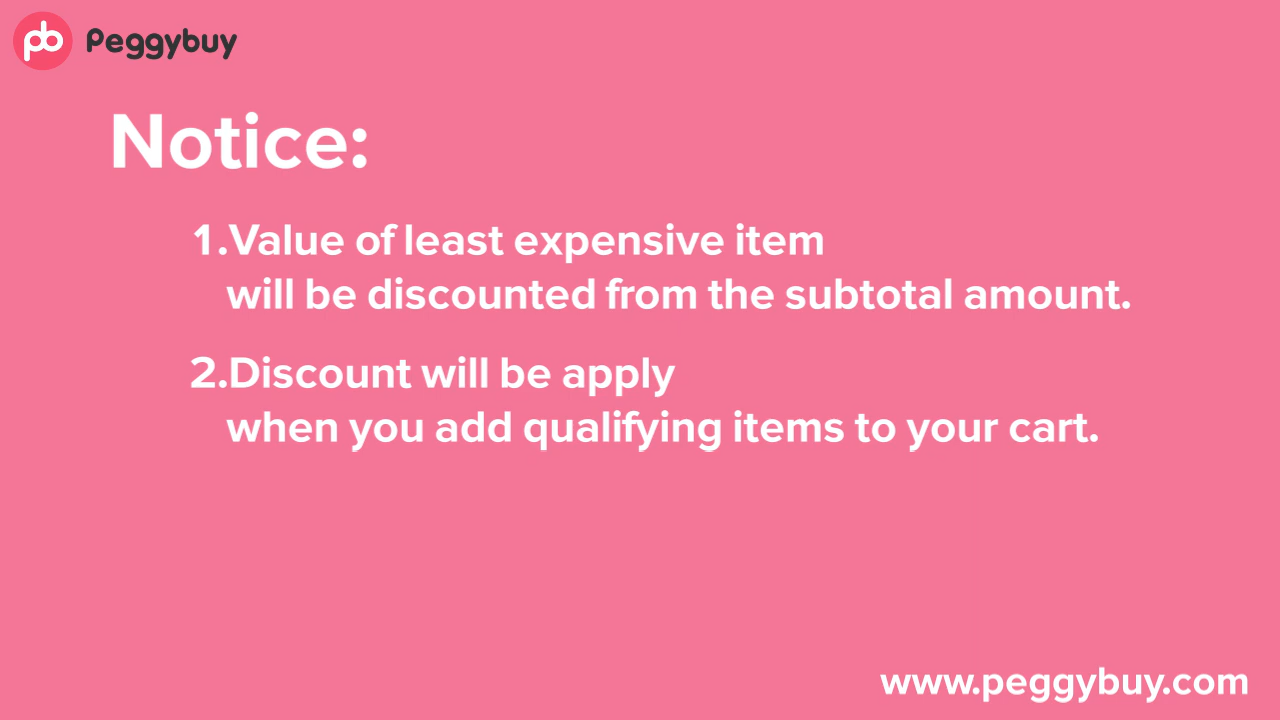 Peggybuy
Notice:
1.Value of least expensive item
will be discounted from the subtotal amount.
2.Discount will be apply
when you add qualifying items to your cart.
www.peggybuy.com